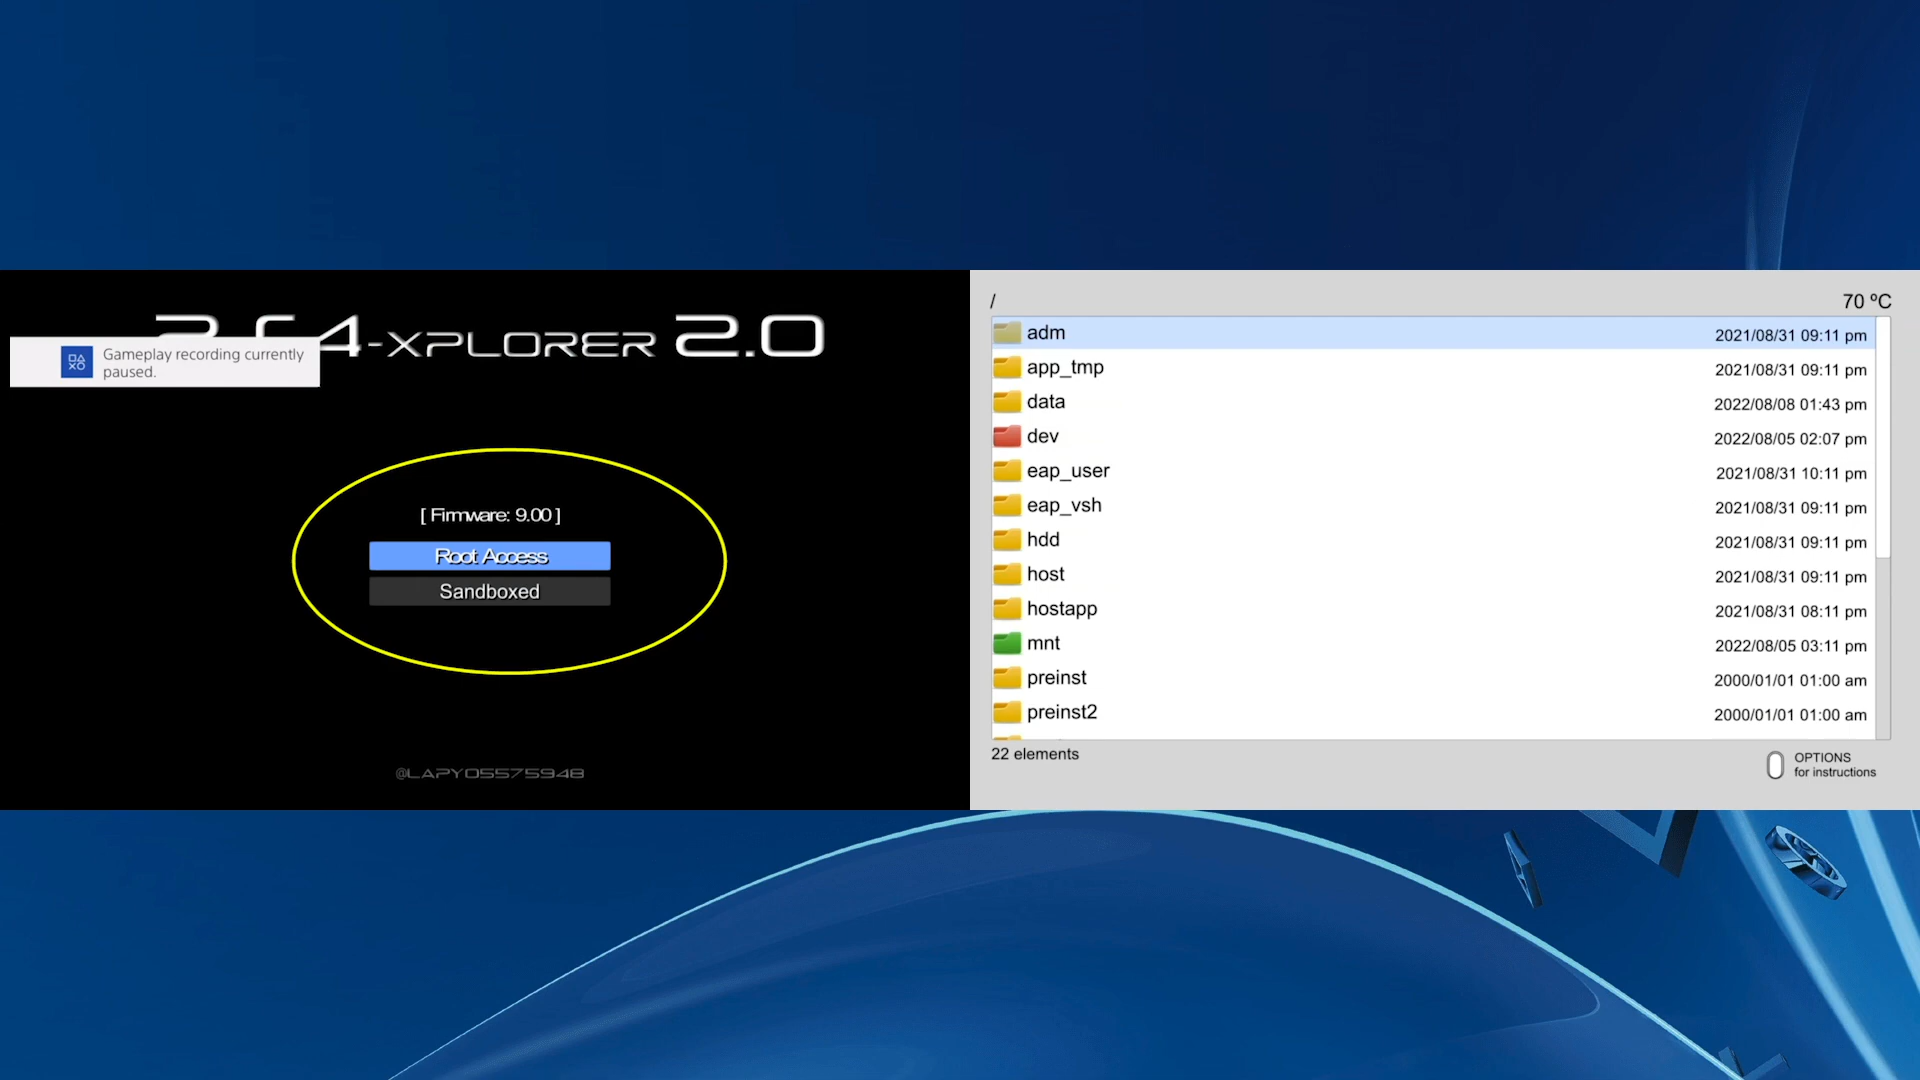 4-XPLORER 2.0
Gameplay recording currently
paused.
[ Firmware: 9.00 ]
Root Access
Sandboxed
@LAPY05575948
/ 70 ºC
adm 2021/08/31 09:11 pm
app_tmp 2021/08/31 09:11 pm
data 2022/08/08 01:43 pm
dev 2022/08/05 02:07 pm
eap_user 2021/08/31 10:11 pm
eap_vsh 2021/08/31 09:11 pm
hdd 2021/08/31 09:11 pm
host 2021/08/31 09:11 pm
hostapp 2021/08/31 08:11 pm
mnt 2022/08/05 03:11 pm
preinst 2000/01/01 01:00 am
preinst2 2000/01/01 01:00 am
22 elements
OPTIONS
for instructions